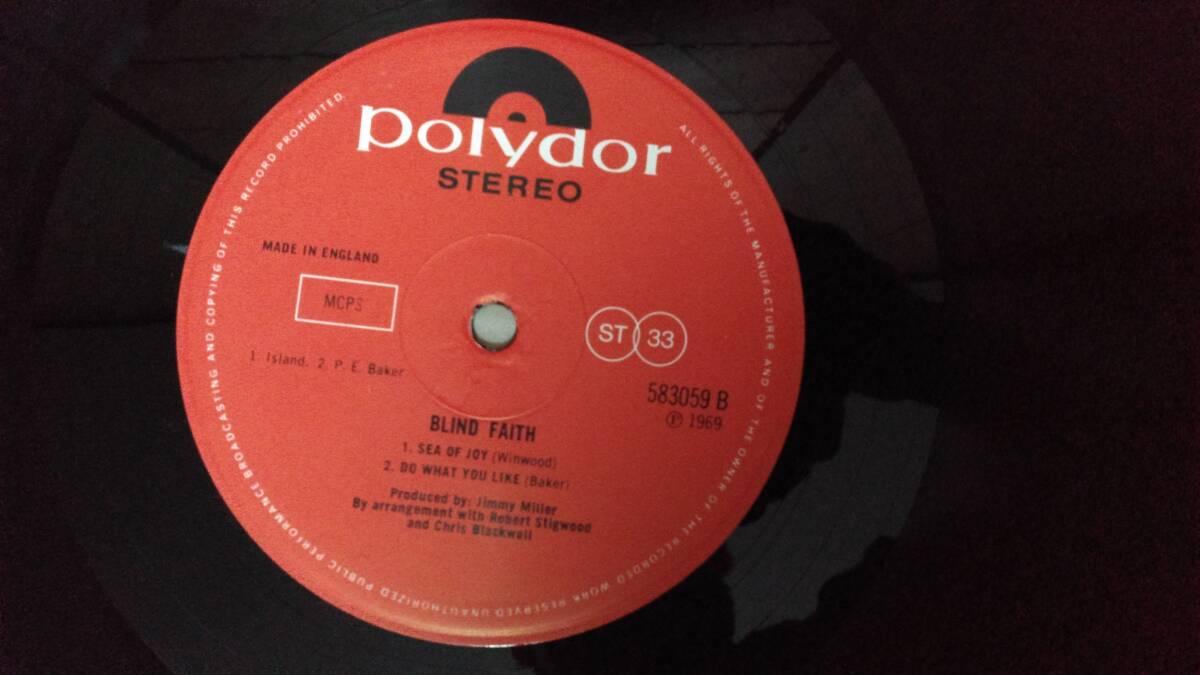 polydor
STEREO
MADE IN ENGLAND
MCPS
ST 33
1. Island. 2. P. E. Baker
583059 B
℗ 1969
BLIND FAITH
1. SEA OF JOY (Winwood)
2. DO WHAT YOU LIKE (Baker)
Produced by: Jimmy Miller
By arrangement with Robert Stigwood
and Chris Blackwell
ALL RIGHTS OF THE MANUFACTURER AND OF THE OWNER OF THE RECORDED WORK RESERVED UNAUTHORIZED PUBLIC PERFORMANCE BROADCASTING AND COPYING OF THIS RECORD PROHIBITED